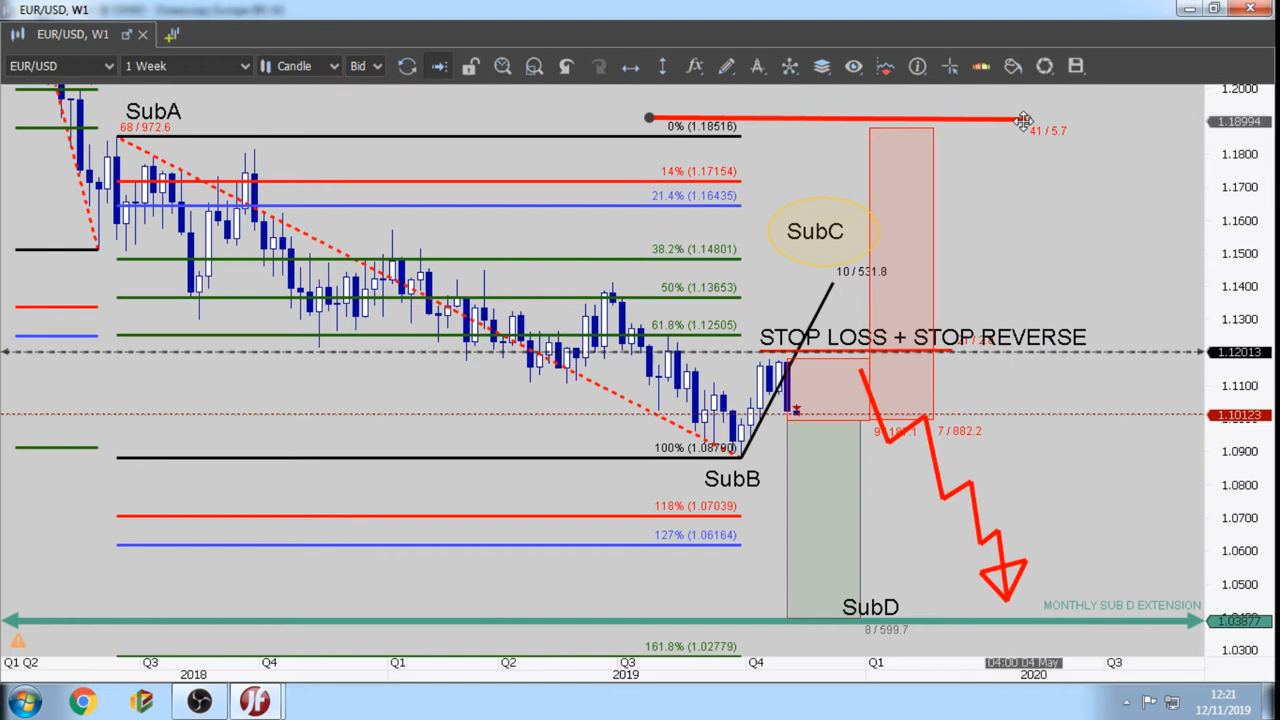 EUR/USD, W1
EUR/USD, W1
EUR/USD
1 Week
Candle
Bid
1.2000
1.18994
1.1800
1.1700
1.1600
1.1500
1.1400
1.1300
1.12013
1.1100
1.10123
1.0900
1.0800
1.0700
1.0600
1.0500
1.03877
1.0300
SubA
68 / 972.6
0% (1.18516)
41 / 5.7
14% (1.17154)
21.4% (1.16435)
SubC
38.2% (1.14801)
10 / 531.8
50% (1.13653)
61.8% (1.12505)
STOP LOSS + STOP REVERSE
7 / 882.2
100% (1.08790)
SubB
118% (1.07039)
127% (1.06164)
SubD
MONTHLY SUB D EXTENSION
8 / 599.7
161.8% (1.02779)
Q1 Q2 Q3 Q4 Q1 Q2 Q3 Q4 Q1 04:00 04 May Q3
2018 2019 2020
12:21
12/11/2019